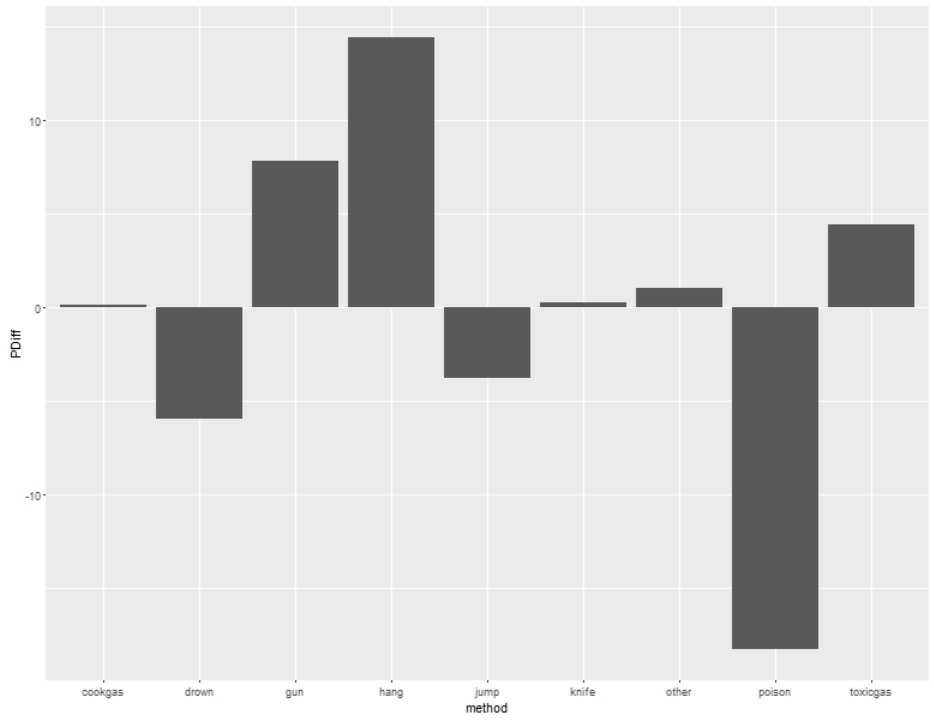 10
0
-10
PDiff
cookgas drown gun hang jump knife other poison toxicgas
method